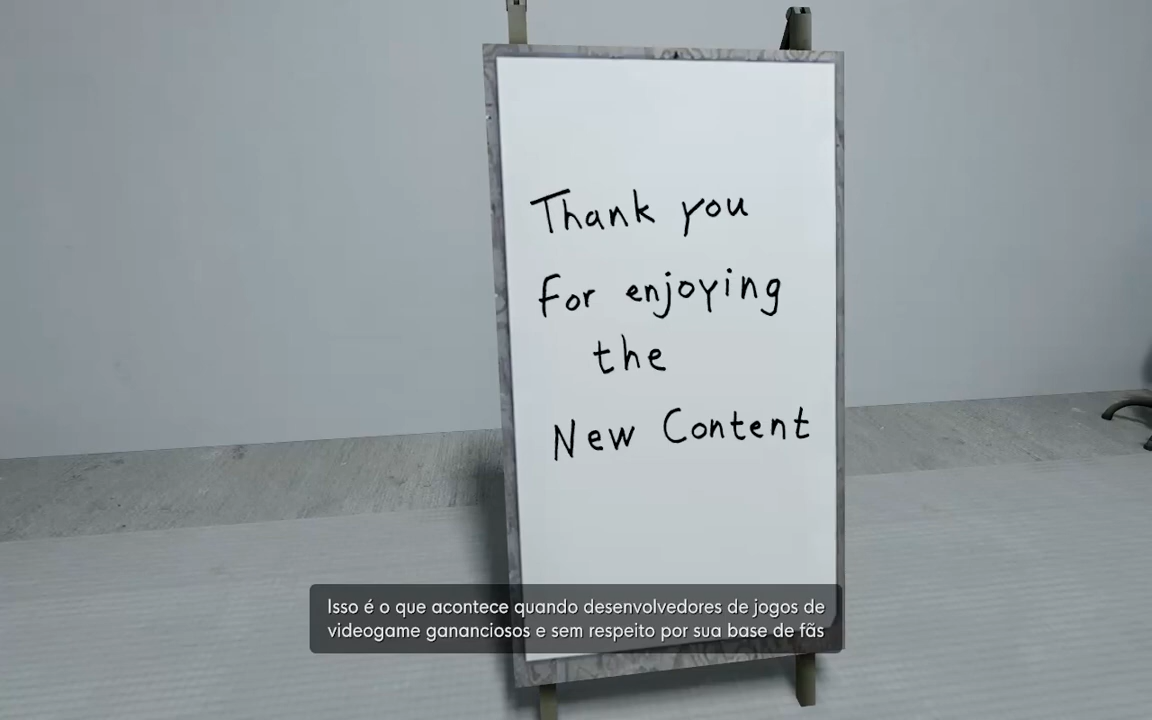 Thank you
for enjoying
the
New Content
Isso é o que acontece quando desenvolvedores de jogos de
videogame gananciosos e sem respeito por sua base de fãs